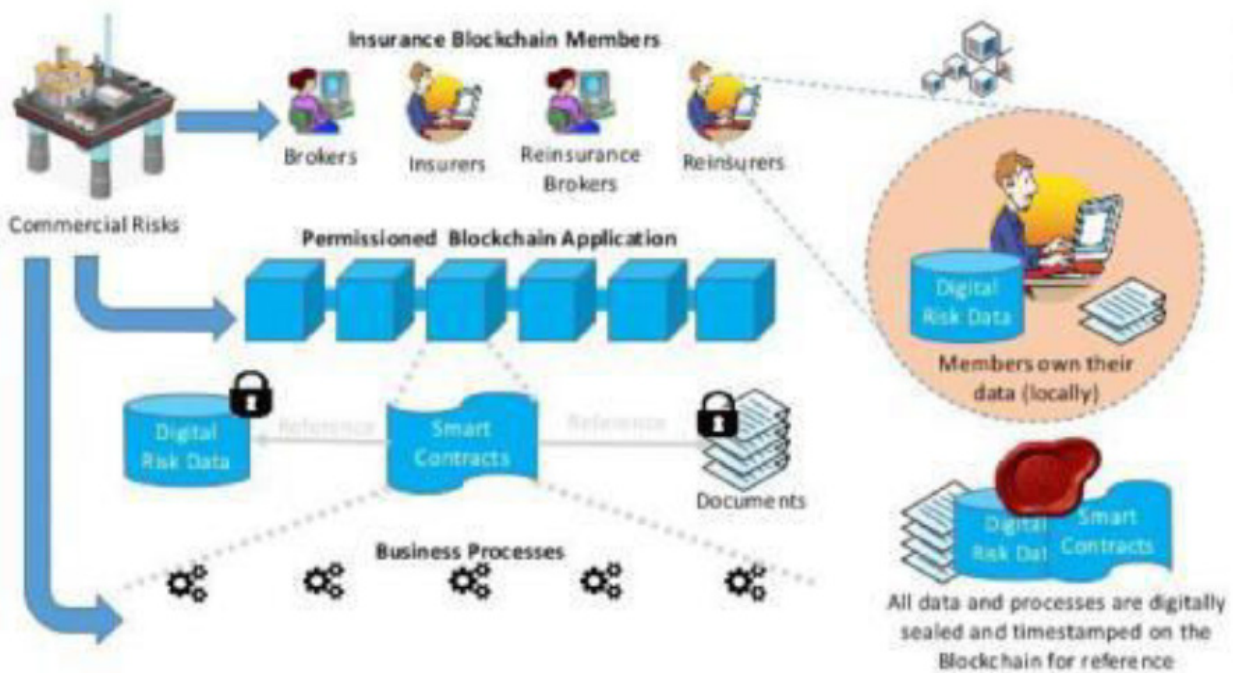 Insurance Blockchain Members
Brokers
Insurers
Reinsurance
Brokers
Reinsurers
Commercial Risks
Permissioned Blockchain Application
Digital
Risk Data
Members own their
data (locally)
Digital
Risk Data
Reference
Smart
Contracts
Reference
Documents
Digital
Risk Dat
Smart
Contracts
Business Processes
All data and processes are digitally
sealed and timestamped on the
Blockchain for reference